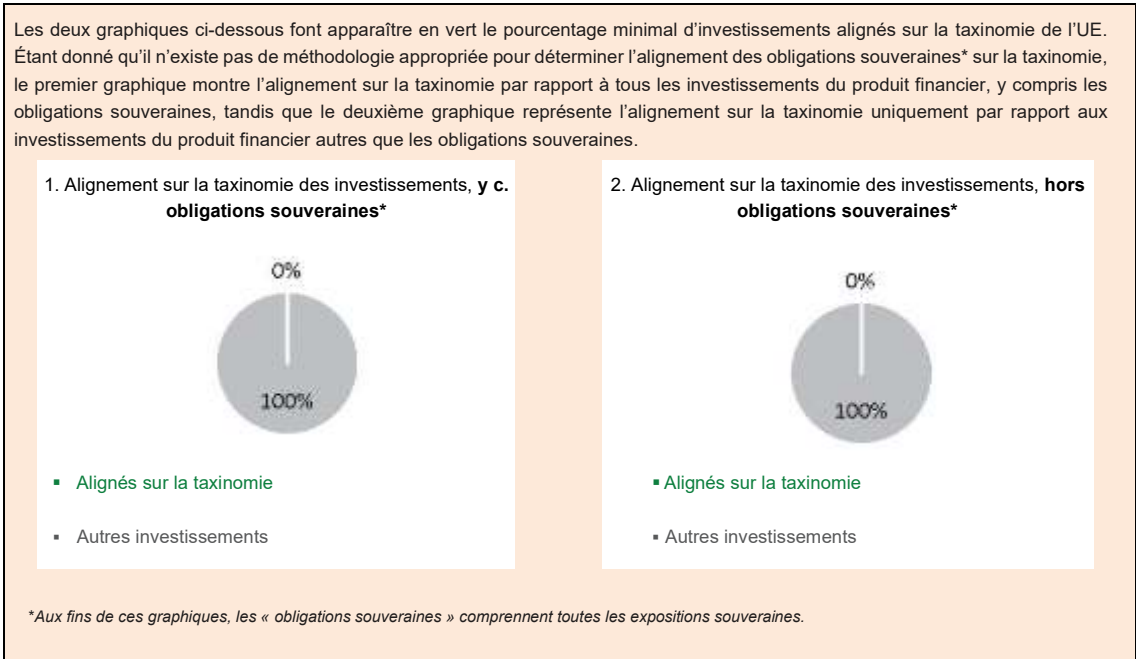 Les deux graphiques ci-dessous font apparaître en vert le pourcentage minimal d’investissements alignés sur la taxinomie de l’UE.
Étant donné qu’il n’existe pas de méthodologie appropriée pour déterminer l’alignement des obligations souveraines* sur la taxinomie,
le premier graphique montre l’alignement sur la taxinomie par rapport à tous les investissements du produit financier, y compris les
obligations souveraines, tandis que le deuxième graphique représente l’alignement sur la taxinomie uniquement par rapport aux
investissements du produit financier autres que les obligations souveraines.
1. Alignement sur la taxinomie des investissements, y c.
obligations souveraines*
0%
100%
▪ Alignés sur la taxinomie
▪ Autres investissements
2. Alignement sur la taxinomie des investissements, hors
obligations souveraines*
0%
100%
▪ Alignés sur la taxinomie
▪ Autres investissements
*Aux fins de ces graphiques, les « obligations souveraines » comprennent toutes les expositions souveraines.